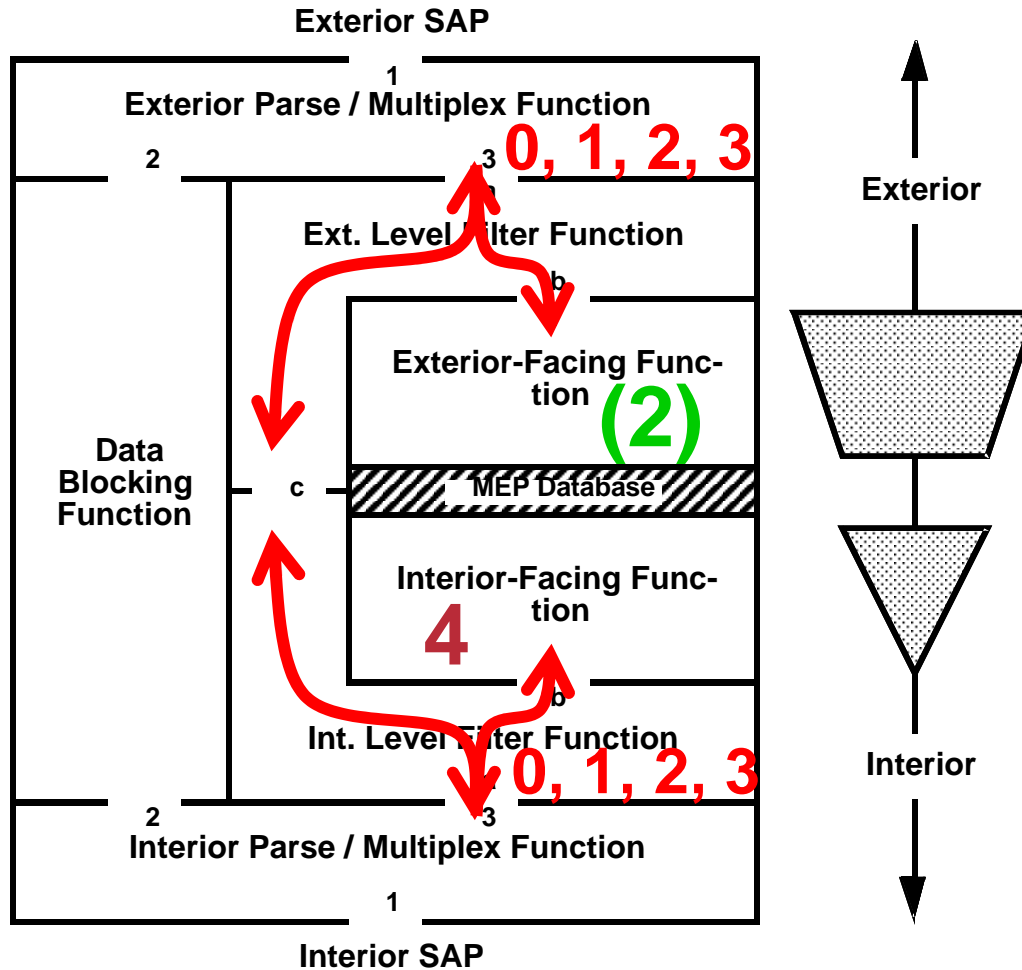 Exterior SAP
1
Exterior Parse / Multiplex Function
2
3
0, 1, 2, 3
Exterior
Ext. Level Filter Function
b
Exterior-Facing Func-
tion
(2)
Data
Blocking
Function
c
MEP Database
Interior-Facing Func-
tion
4
b
Int. Level Filter Function
0, 1, 2, 3
Interior
2
3
Interior Parse / Multiplex Function
1
Interior SAP